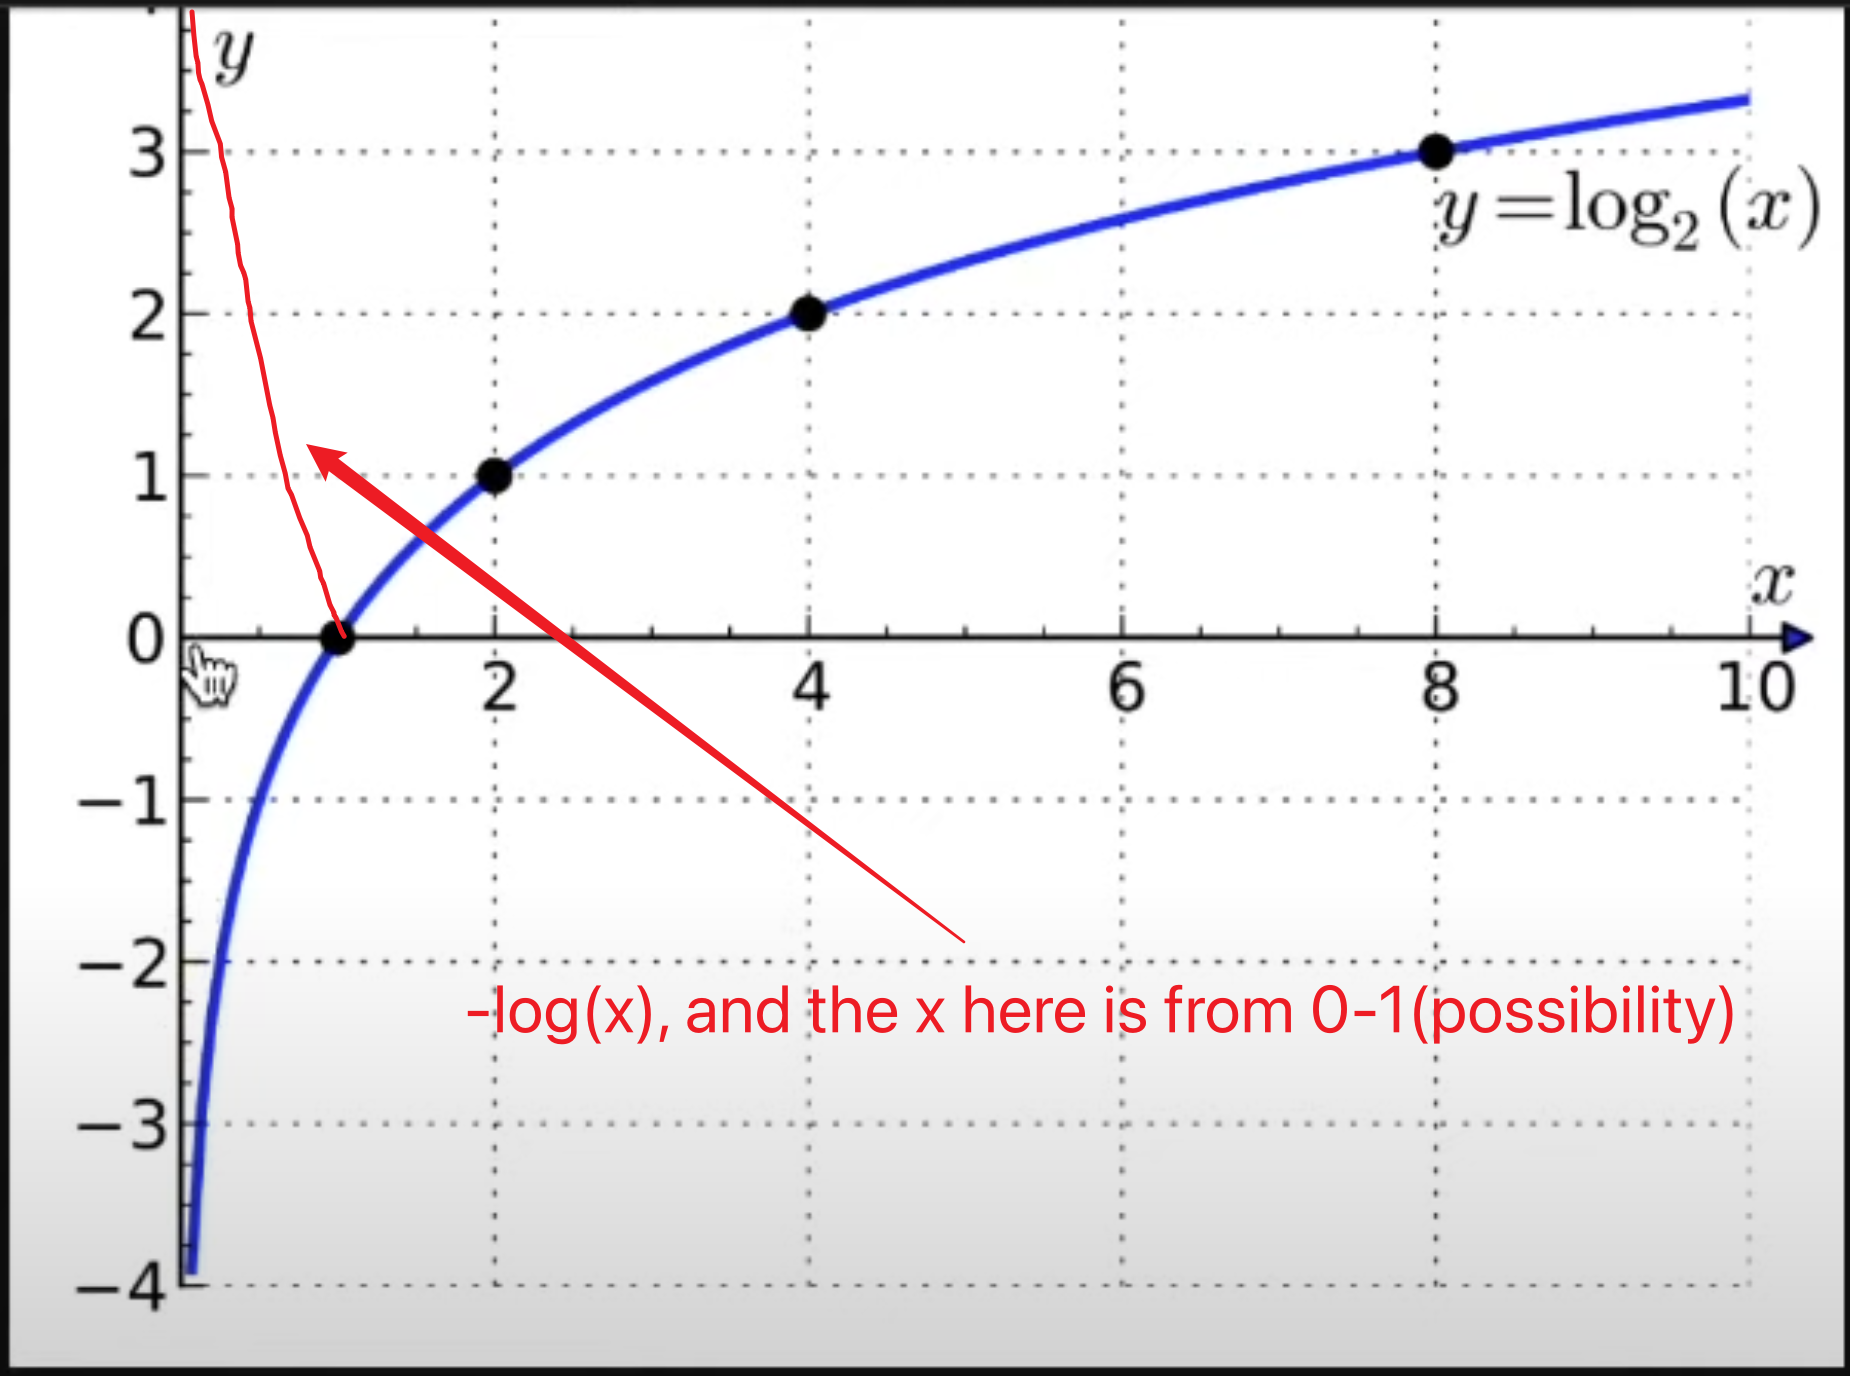 y
3
y=log₂(x)
2
1
x
0
2 4 6 8 10
−1
−2
-log(x), and the x here is from 0-1(possibility)
−3
−4